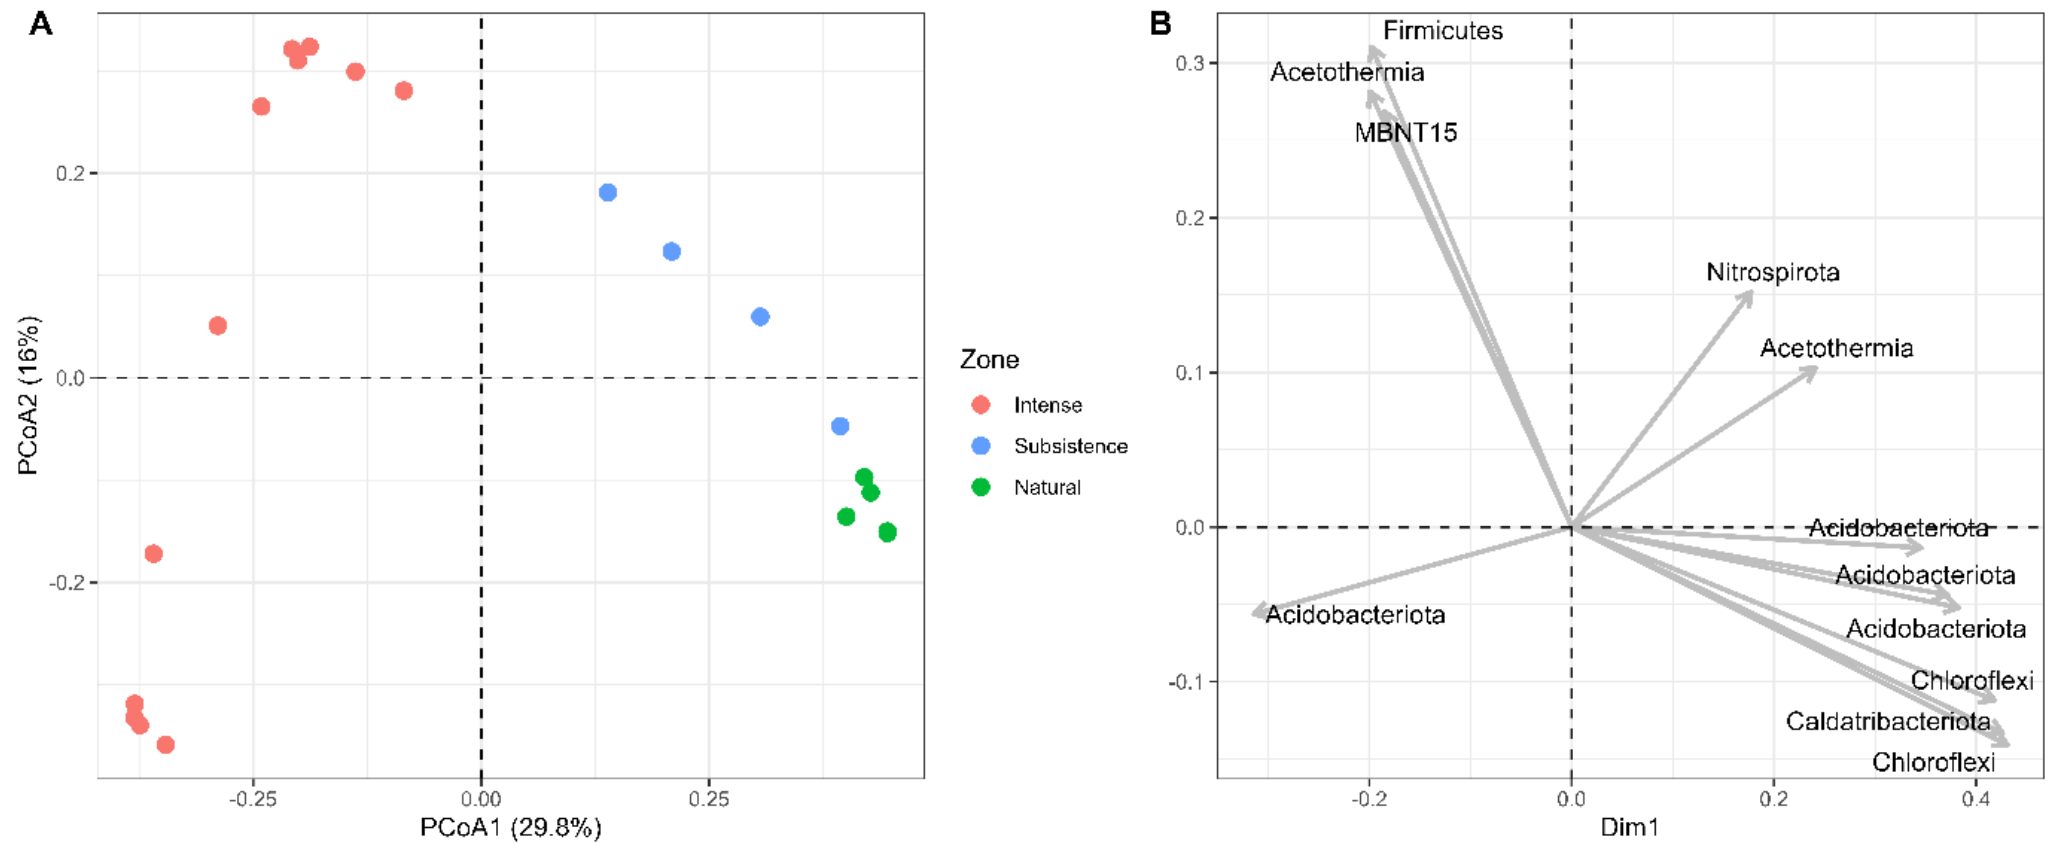 A
0.2
0.0
-0.2
PCoA2 (16%)
-0.25
0.00
0.25
PCoA1 (29.8%)
Zone
Intense
Subsistence
Natural
B
0.3
0.2
0.1
0.0
-0.1
Firmicutes
Acetothermia
MBNT15
Nitrospirota
Acetothermia
Acidobacteriota
Acidobacteriota
Acidobacteriota
Acidobacteriota
Chloroflexi
Caldatribacteriota
Chloroflexi
-0.2
0.0
0.2
0.4
Dim1